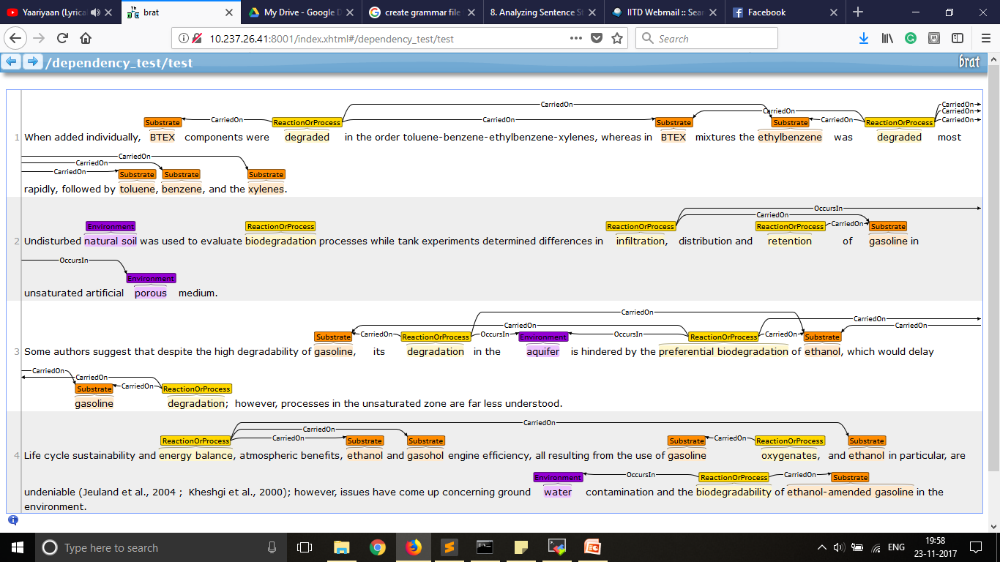 Yaariyaan (Lyrica brat My Drive - Google D create grammar file 8. Analyzing Sentence St IITD Webmail :: Sear Facebook
10.237.26.41:8001/index.xhtml#/dependency_test/test Search
/dependency_test/test brat
CarriedOn CarriedOn
CarriedOn CarriedOn
Substrate CarriedOn ReactionOrProcess CarriedOn Substrate Substrate CarriedOn ReactionOrProcess CarriedOn
1 When added individually, BTEX components were degraded in the order toluene-benzene-ethylbenzene-xylenes, whereas in BTEX mixtures the ethylbenzene was degraded most
CarriedOn
CarriedOn
CarriedOn Substrate Substrate Substrate
rapidly, followed by toluene, benzene, and the xylenes.
OccursIn
CarriedOn
Environment ReactionOrProcess ReactionOrProcess ReactionOrProcess CarriedOn Substrate
2 Undisturbed natural soil was used to evaluate biodegradation processes while tank experiments determined differences in infiltration, distribution and retention of gasoline in
OccursIn
Environment
unsaturated artificial porous medium.
CarriedOn
CarriedOn
CarriedOn CarriedOn
Substrate CarriedOn ReactionOrProcess OccursIn Environment OccursIn ReactionOrProcess CarriedOn Substrate
3 Some authors suggest that despite the high degradability of gasoline, its degradation in the aquifer is hindered by the preferential biodegradation of ethanol, which would delay
CarriedOn
CarriedOn
Substrate CarriedOn ReactionOrProcess
gasoline degradation; however, processes in the unsaturated zone are far less understood.
CarriedOn
CarriedOn
ReactionOrProcess CarriedOn Substrate Substrate Substrate CarriedOn ReactionOrProcess Substrate
4 Life cycle sustainability and energy balance, atmospheric benefits, ethanol and gasohol engine efficiency, all resulting from the use of gasoline oxygenates, and ethanol in particular, are
Environment OccursIn ReactionOrProcess CarriedOn Substrate
undeniable (Jeuland et al., 2004 ; Kheshgi et al., 2000); however, issues have come up concerning ground water contamination and the biodegradability of ethanol-amended gasoline in the
environment.
Type here to search ENG 19:58
23-11-2017